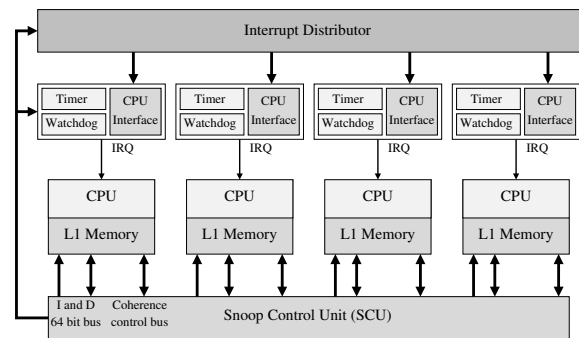 Interrupt Distributor
Timer
Watchdog
CPU
Interface
Timer
Watchdog
CPU
Interface
Timer
Watchdog
CPU
Interface
Timer
Watchdog
CPU
Interface
IRQ
IRQ
IRQ
IRQ
CPU
CPU
CPU
CPU
L1 Memory
L1 Memory
L1 Memory
L1 Memory
I and D
64 bit bus
Coherence
control bus
Snoop Control Unit (SCU)